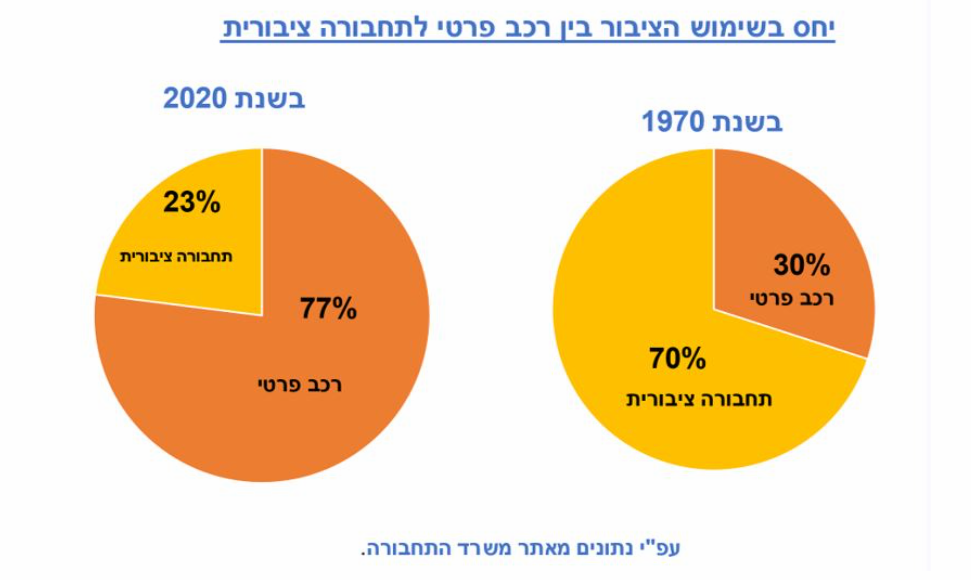 יחס בשימוש הציבור בין רכב פרטי לתחבורה ציבורית
בשנת 1970
30%
רכב פרטי
70%
תחבורה ציבורית
בשנת 2020
23%
תחבורה ציבורית
77%
רכב פרטי
עפ"י נתונים מאתר משרד התחבורה.